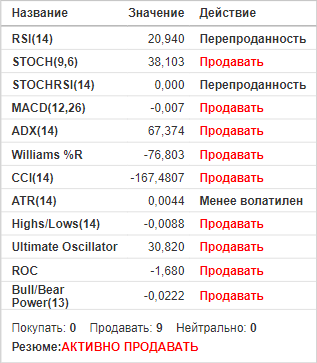 Название Значение Действие
RSI(14) 20,940 Перепроданность
STOCH(9,6) 38,103 Продавать
STOCHRSI(14) 0,000 Перепроданность
MACD(12,26) -0,007 Продавать
ADX(14) 67,374 Продавать
Williams %R -76,803 Продавать
CCI(14) -167,4807 Продавать
ATR(14) 0,0044 Менее волатилен
Highs/Lows(14) -0,0088 Продавать
Ultimate Oscillator 30,820 Продавать
ROC -1,680 Продавать
Bull/Bear
Power(13) -0,0222 Продавать
Покупать: 0 Продавать: 9 Нейтрально: 0
Резюме:АКТИВНО ПРОДАВАТЬ